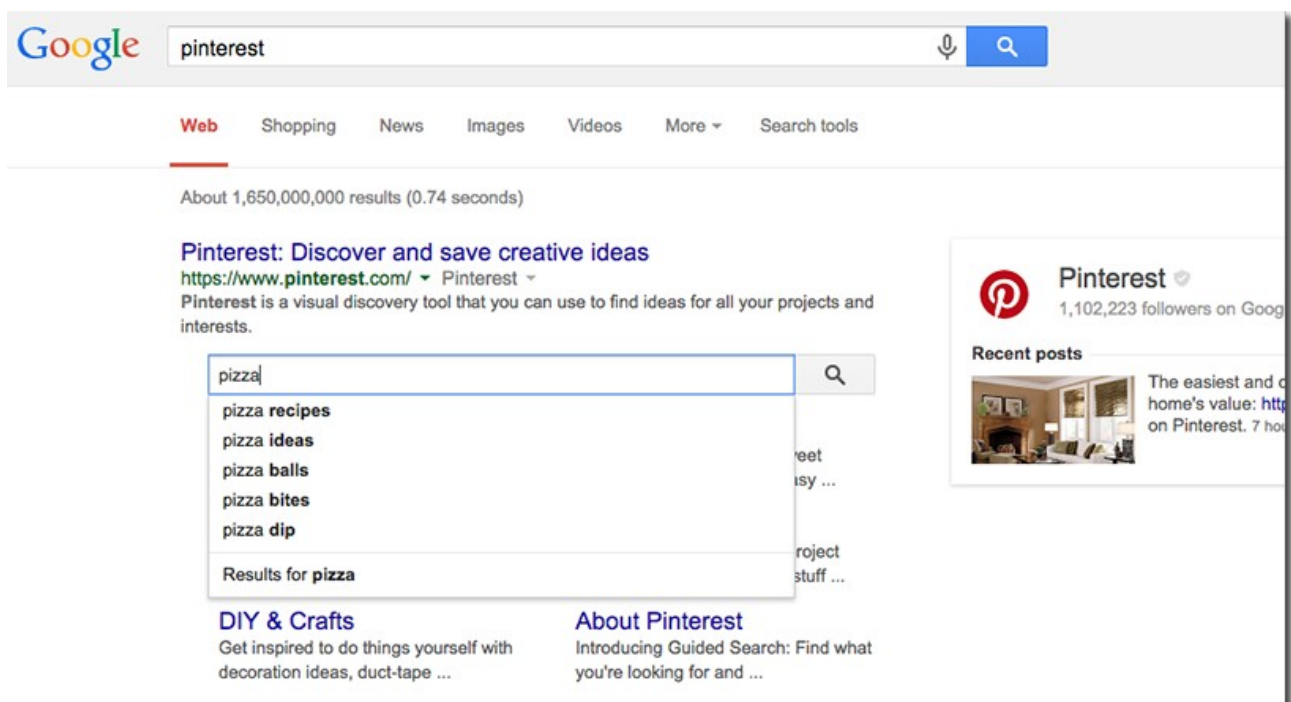 Google
pinterest
Web Shopping News Images Videos More Search tools
About 1,650,000,000 results (0.74 seconds)
Pinterest: Discover and save creative ideas
https://www.pinterest.com/ Pinterest
Pinterest is a visual discovery tool that you can use to find ideas for all your projects and
interests.
pizza
pizza recipes
pizza ideas
pizza balls
pizza bites
pizza dip
Results for pizza
...
roject
stuff ...
DIY & Crafts
Get inspired to do things yourself with
decoration ideas, duct-tape ...
About Pinterest
Introducing Guided Search: Find what
you're looking for and ...
Pinterest
1,102,223 followers on Goog
Recent posts
The easiest and
home's value:
on Pinterest. 7